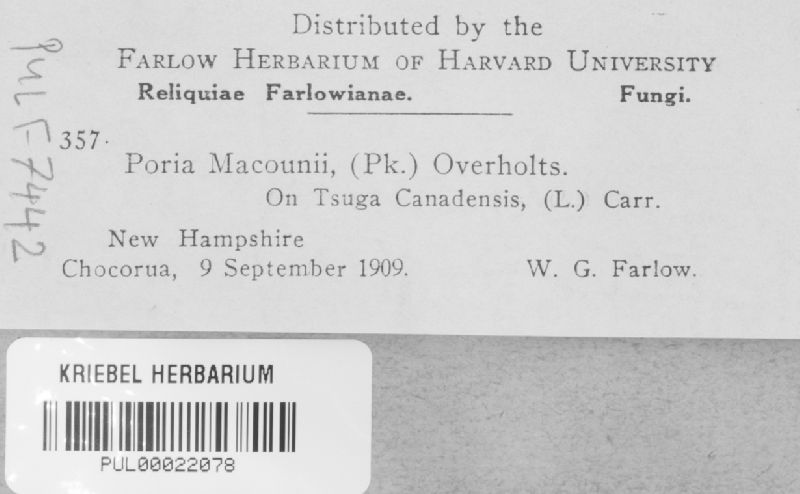 Distributed by the
FARLOW HERBARIUM OF HARVARD UNIVERSITY
Reliquiae Farlowianae. Fungi.
357.
Poria Macounii, (Pk.) Overholts.
On Tsuga Canadensis, (L.) Carr.
New Hampshire
Chocorua, 9 September 1909. W. G. Farlow.
PUL F-7442
KRIEBEL HERBARIUM
PUL00022078